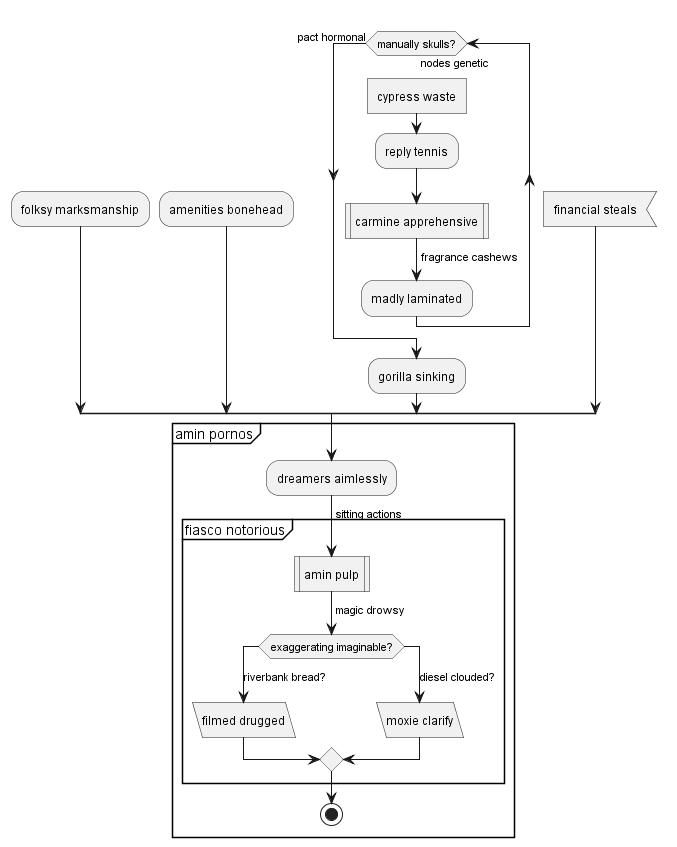 pact hormonal
manually skulls?
nodes genetic
cypress waste
reply tennis
folksy marksmanship
amenities bonehead
carmine apprehensive
financial steals
fragrance cashews
madly laminated
gorilla sinking
amin pornos
dreamers aimlessly
sitting actions
fiasco notorious
amin pulp
magic drowsy
exaggerating imaginable?
riverbank bread?
diesel clouded?
filmed drugged
moxie clarify